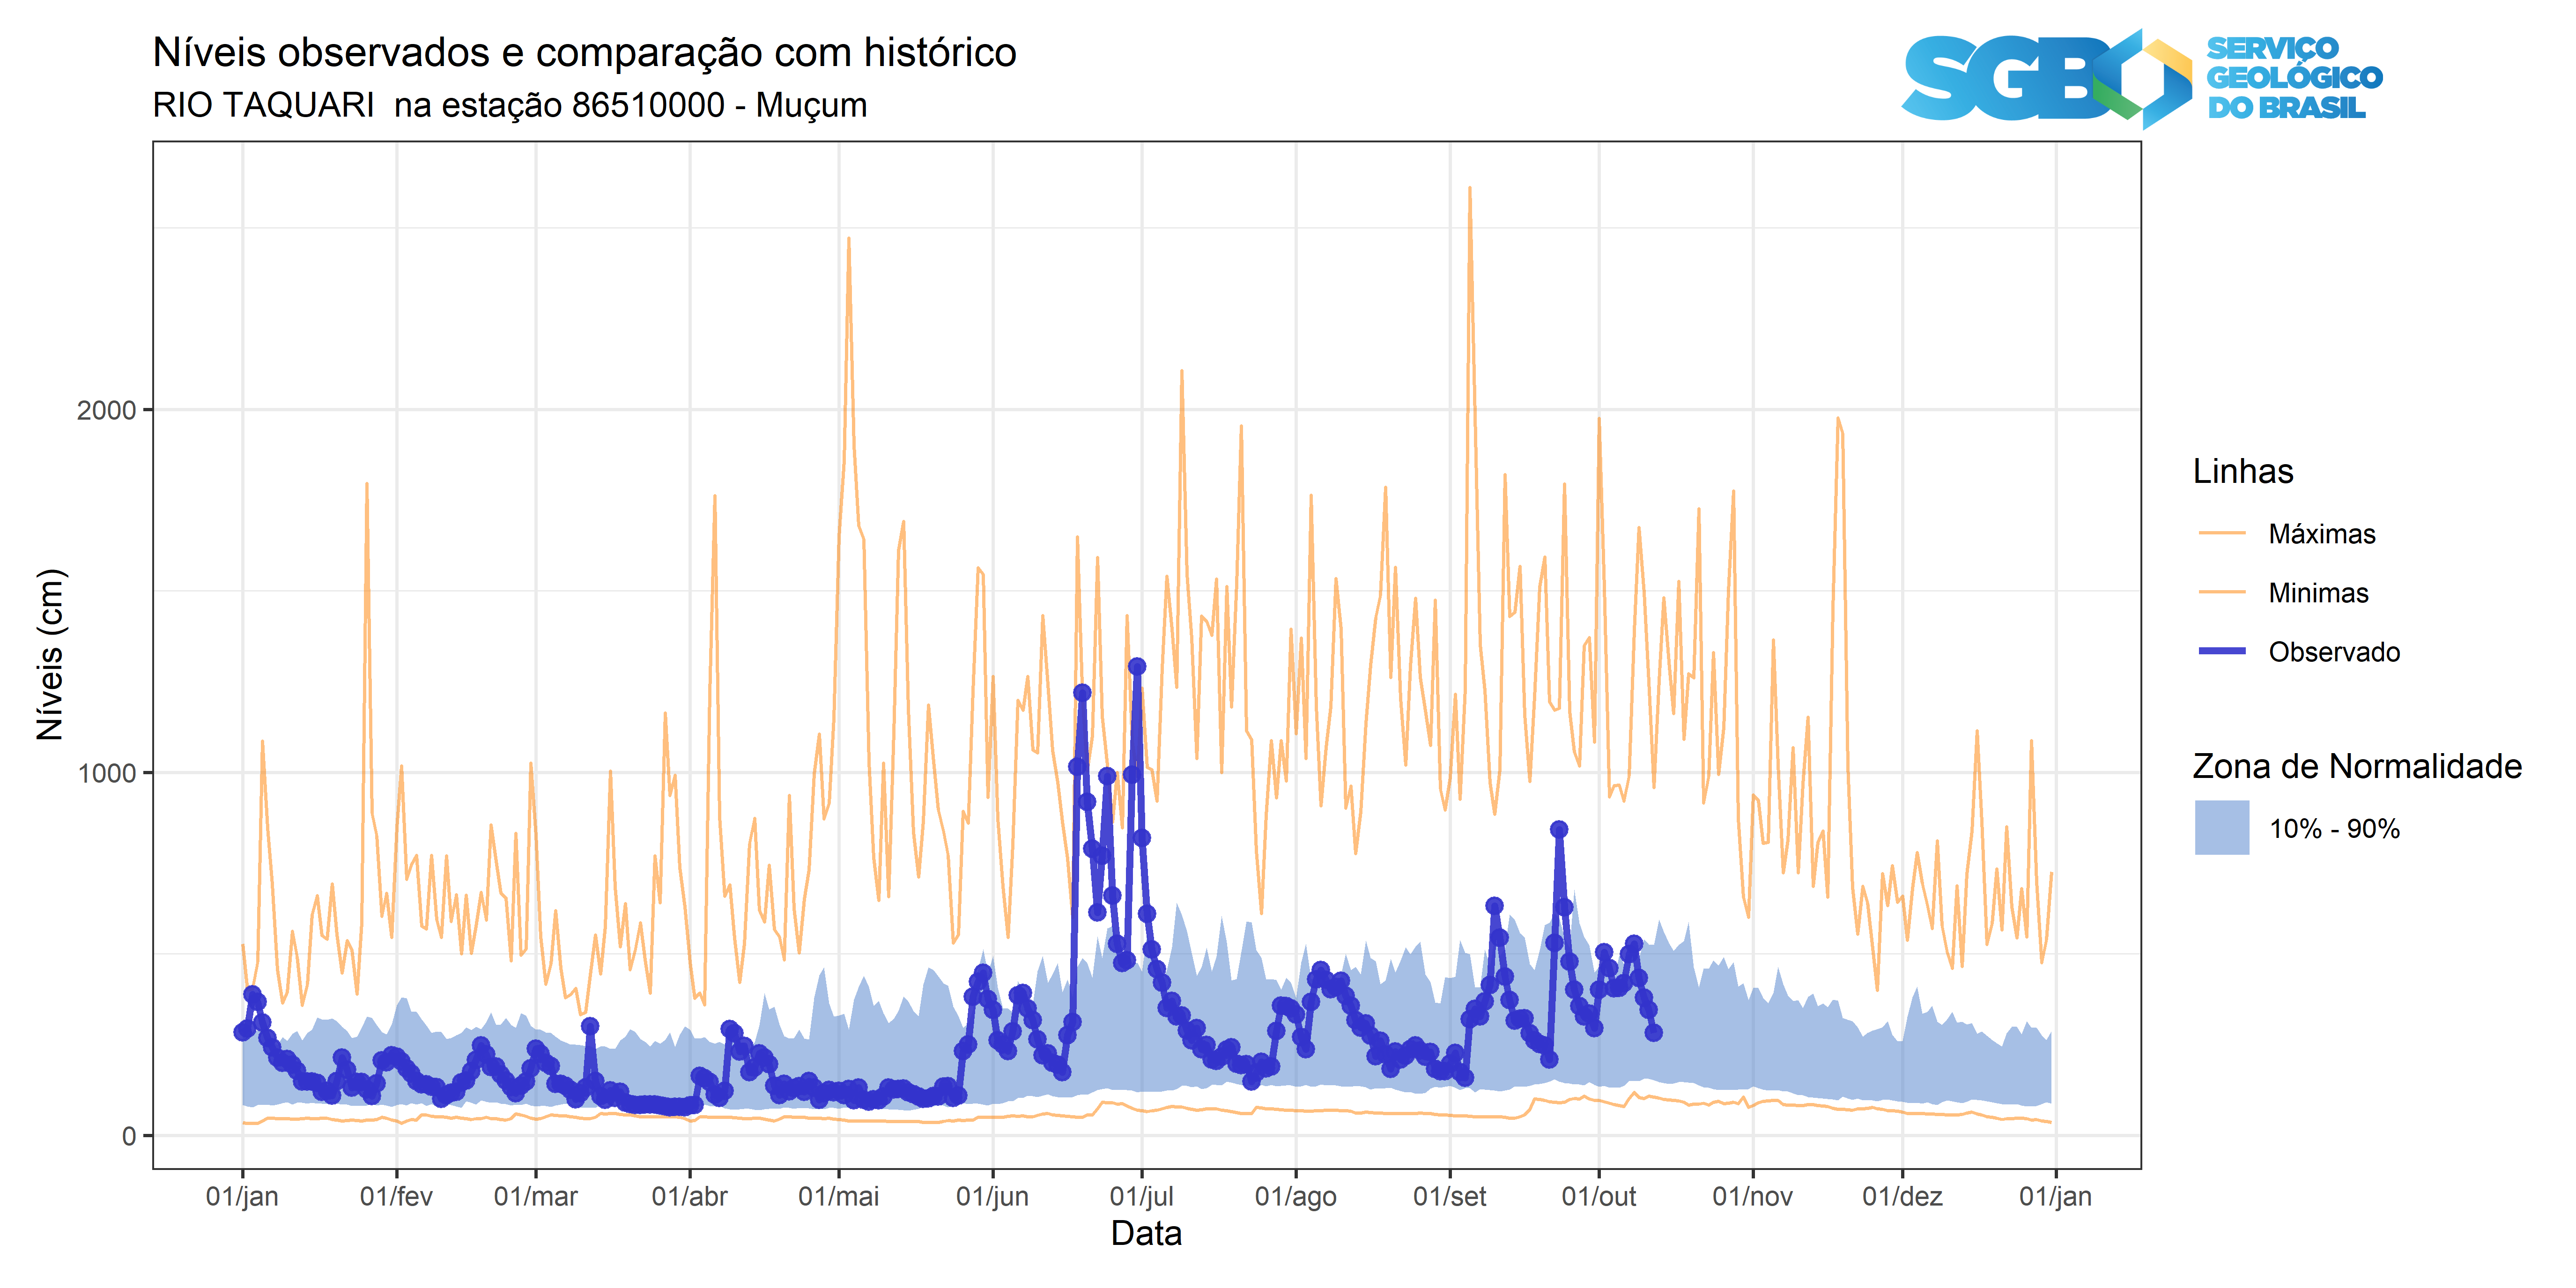 Níveis observados e comparação com histórico
RIO TAQUARI  na estação 86510000 - Muçum
SGB
SERVIÇO
GEOLÓGICO
DO BRASIL
Níveis (cm)
2000
1000
0
01/jan
01/fev
01/mar
01/abr
01/mai
01/jun
01/jul
01/ago
01/set
01/out
01/nov
01/dez
01/jan
Data
Linhas
Máximas
Minimas
Observado
Zona de Normalidade
10% - 90%